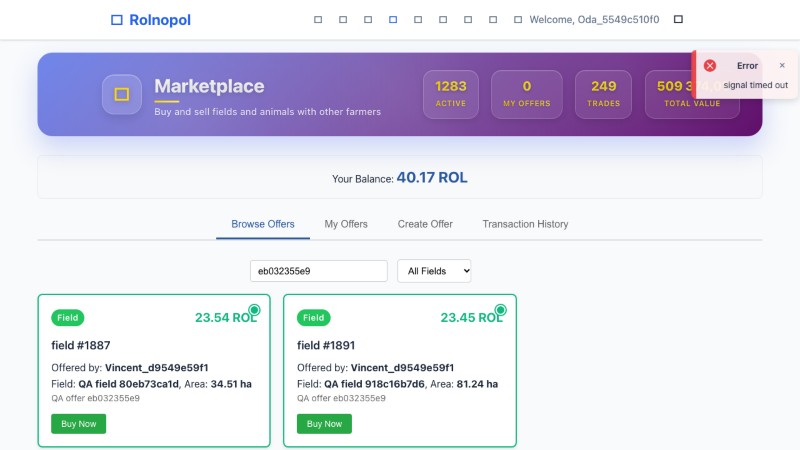 Rolnopol
Welcome, Oda_5549c510f0
Error
×
signal timed out
Marketplace
Buy and sell fields and animals with other farmers
1283
ACTIVE
0
MY OFFERS
249
TRADES
509
TOTAL VALUE
Your Balance: 40.17 ROL
Browse Offers
My Offers
Create Offer
Transaction History
eb032355e9
All Fields
Field
23.54 ROL
field #1887
Offered by: Vincent_d9549e59f1
Field: QA field 80eb73ca1d, Area: 34.51 ha
QA offer eb032355e9
Buy Now
Field
23.45 ROL
field #1891
Offered by: Vincent_d9549e59f1
Field: QA field 918c16b7d6, Area: 81.24 ha
QA offer eb032355e9
Buy Now